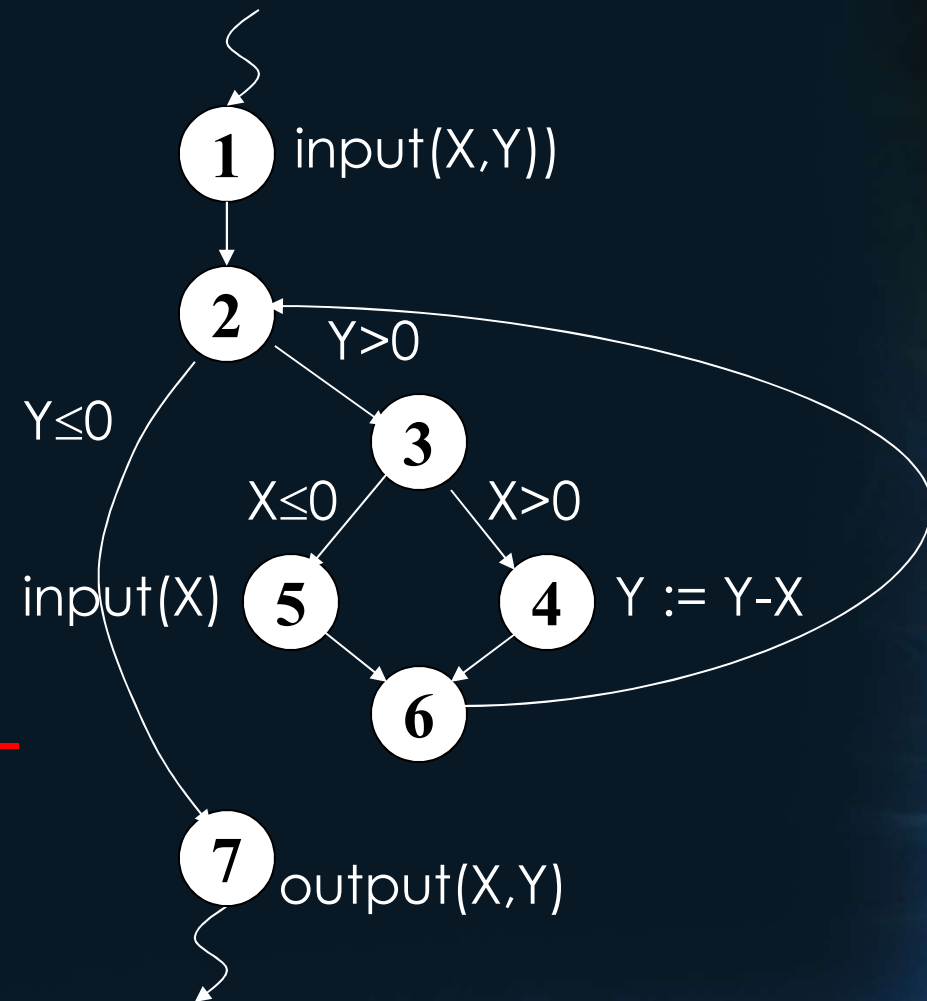 1 input(X,Y))
2
Y>0
Y≤0
3
X≤0 X>0
input(X) 5 4 Y := Y-X
6
7
output(X,Y)